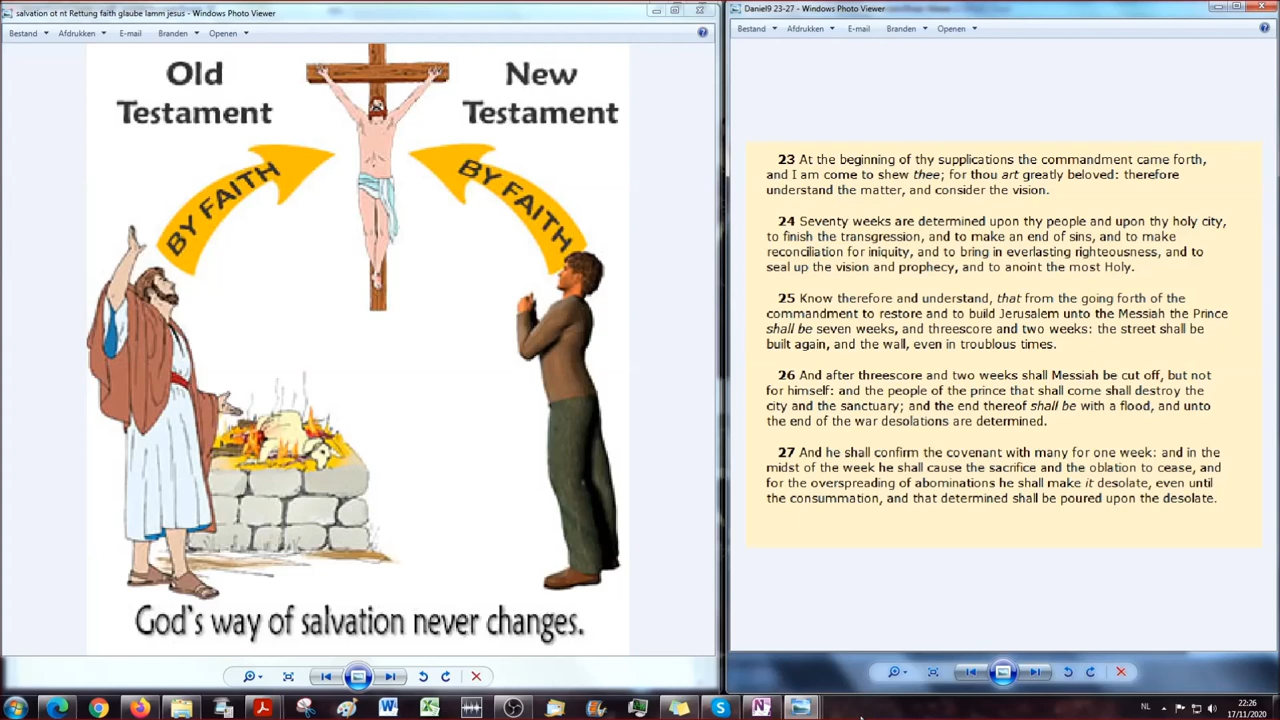 salvation ot nt Rettung faith glaube lamm jesus - Windows Photo Viewer
Bestand Afdrukken E-mail Branden Openen
Old
Testament
New
Testament
BY FAITH
BY FAITH
God's way of salvation never changes.
Daniel9 23-27 - Windows Photo Viewer
Bestand Afdrukken E-mail Branden Openen
23 At the beginning of thy supplications the commandment came forth,
and I am come to shew thee; for thou art greatly beloved: therefore
understand the matter, and consider the vision.
24 Seventy weeks are determined upon thy people and upon thy holy city,
to finish the transgression, and to make an end of sins, and to make
reconciliation for iniquity, and to bring in everlasting righteousness, and to
seal up the vision and prophecy, and to anoint the most Holy.
25 Know therefore and understand, that from the going forth of the
commandment to restore and to build Jerusalem unto the Messiah the Prince
shall be seven weeks, and threescore and two weeks: the street shall be
built again, and the wall, even in troublous times.
26 And after threescore and two weeks shall Messiah be cut off, but not
for himself: and the people of the prince that shall come shall destroy the
city and the sanctuary; and the end thereof shall be with a flood, and unto
the end of the war desolations are determined.
27 And he shall confirm the covenant with many for one week: and in the
midst of the week he shall cause the sacrifice and the oblation to cease, and
for the overspreading of abominations he shall make it desolate, even until
the consummation, and that determined shall be poured upon the desolate.
NL
22:26
17/11/2020